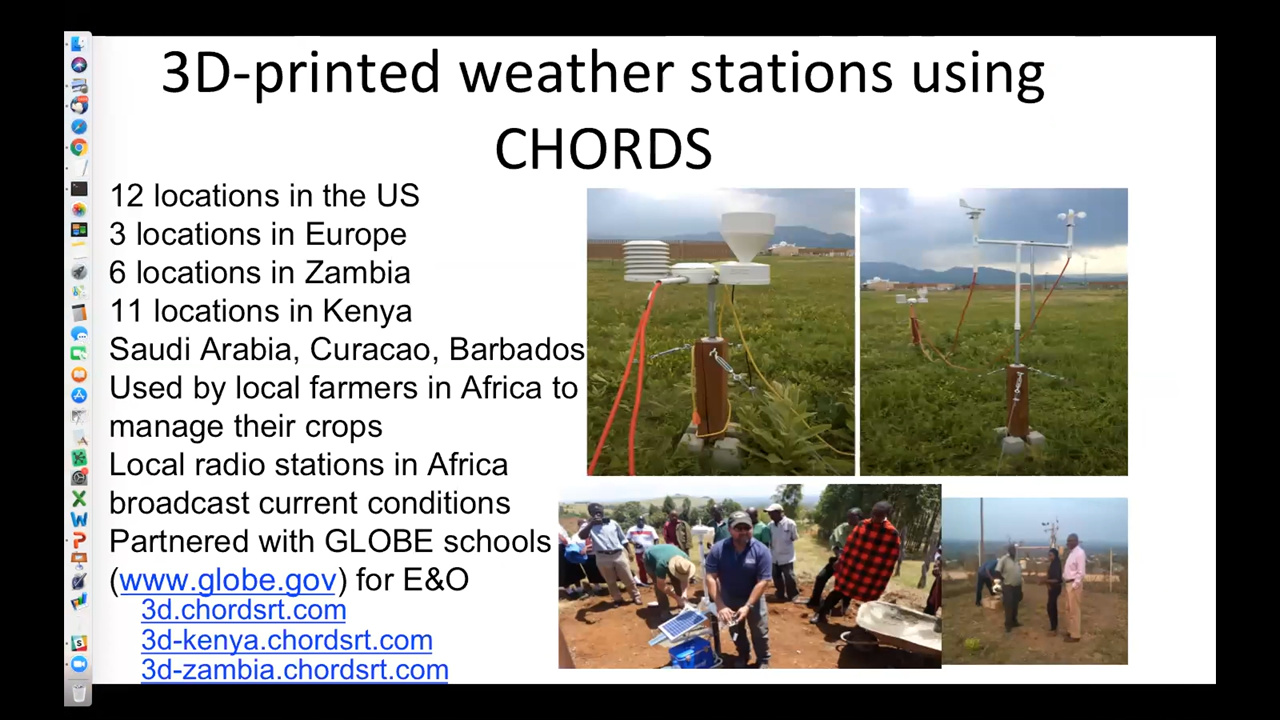 3D-printed weather stations using
CHORDS
12 locations in the US
3 locations in Europe
6 locations in Zambia
11 locations in Kenya
Saudi Arabia, Curacao, Barbados
Used by local farmers in Africa to
manage their crops
Local radio stations in Africa
broadcast current conditions
Partnered with GLOBE schools
(www.globe.gov) for E&O
3d.chordsrt.com
3d-kenya.chordsrt.com
3d-zambia.chordsrt.com